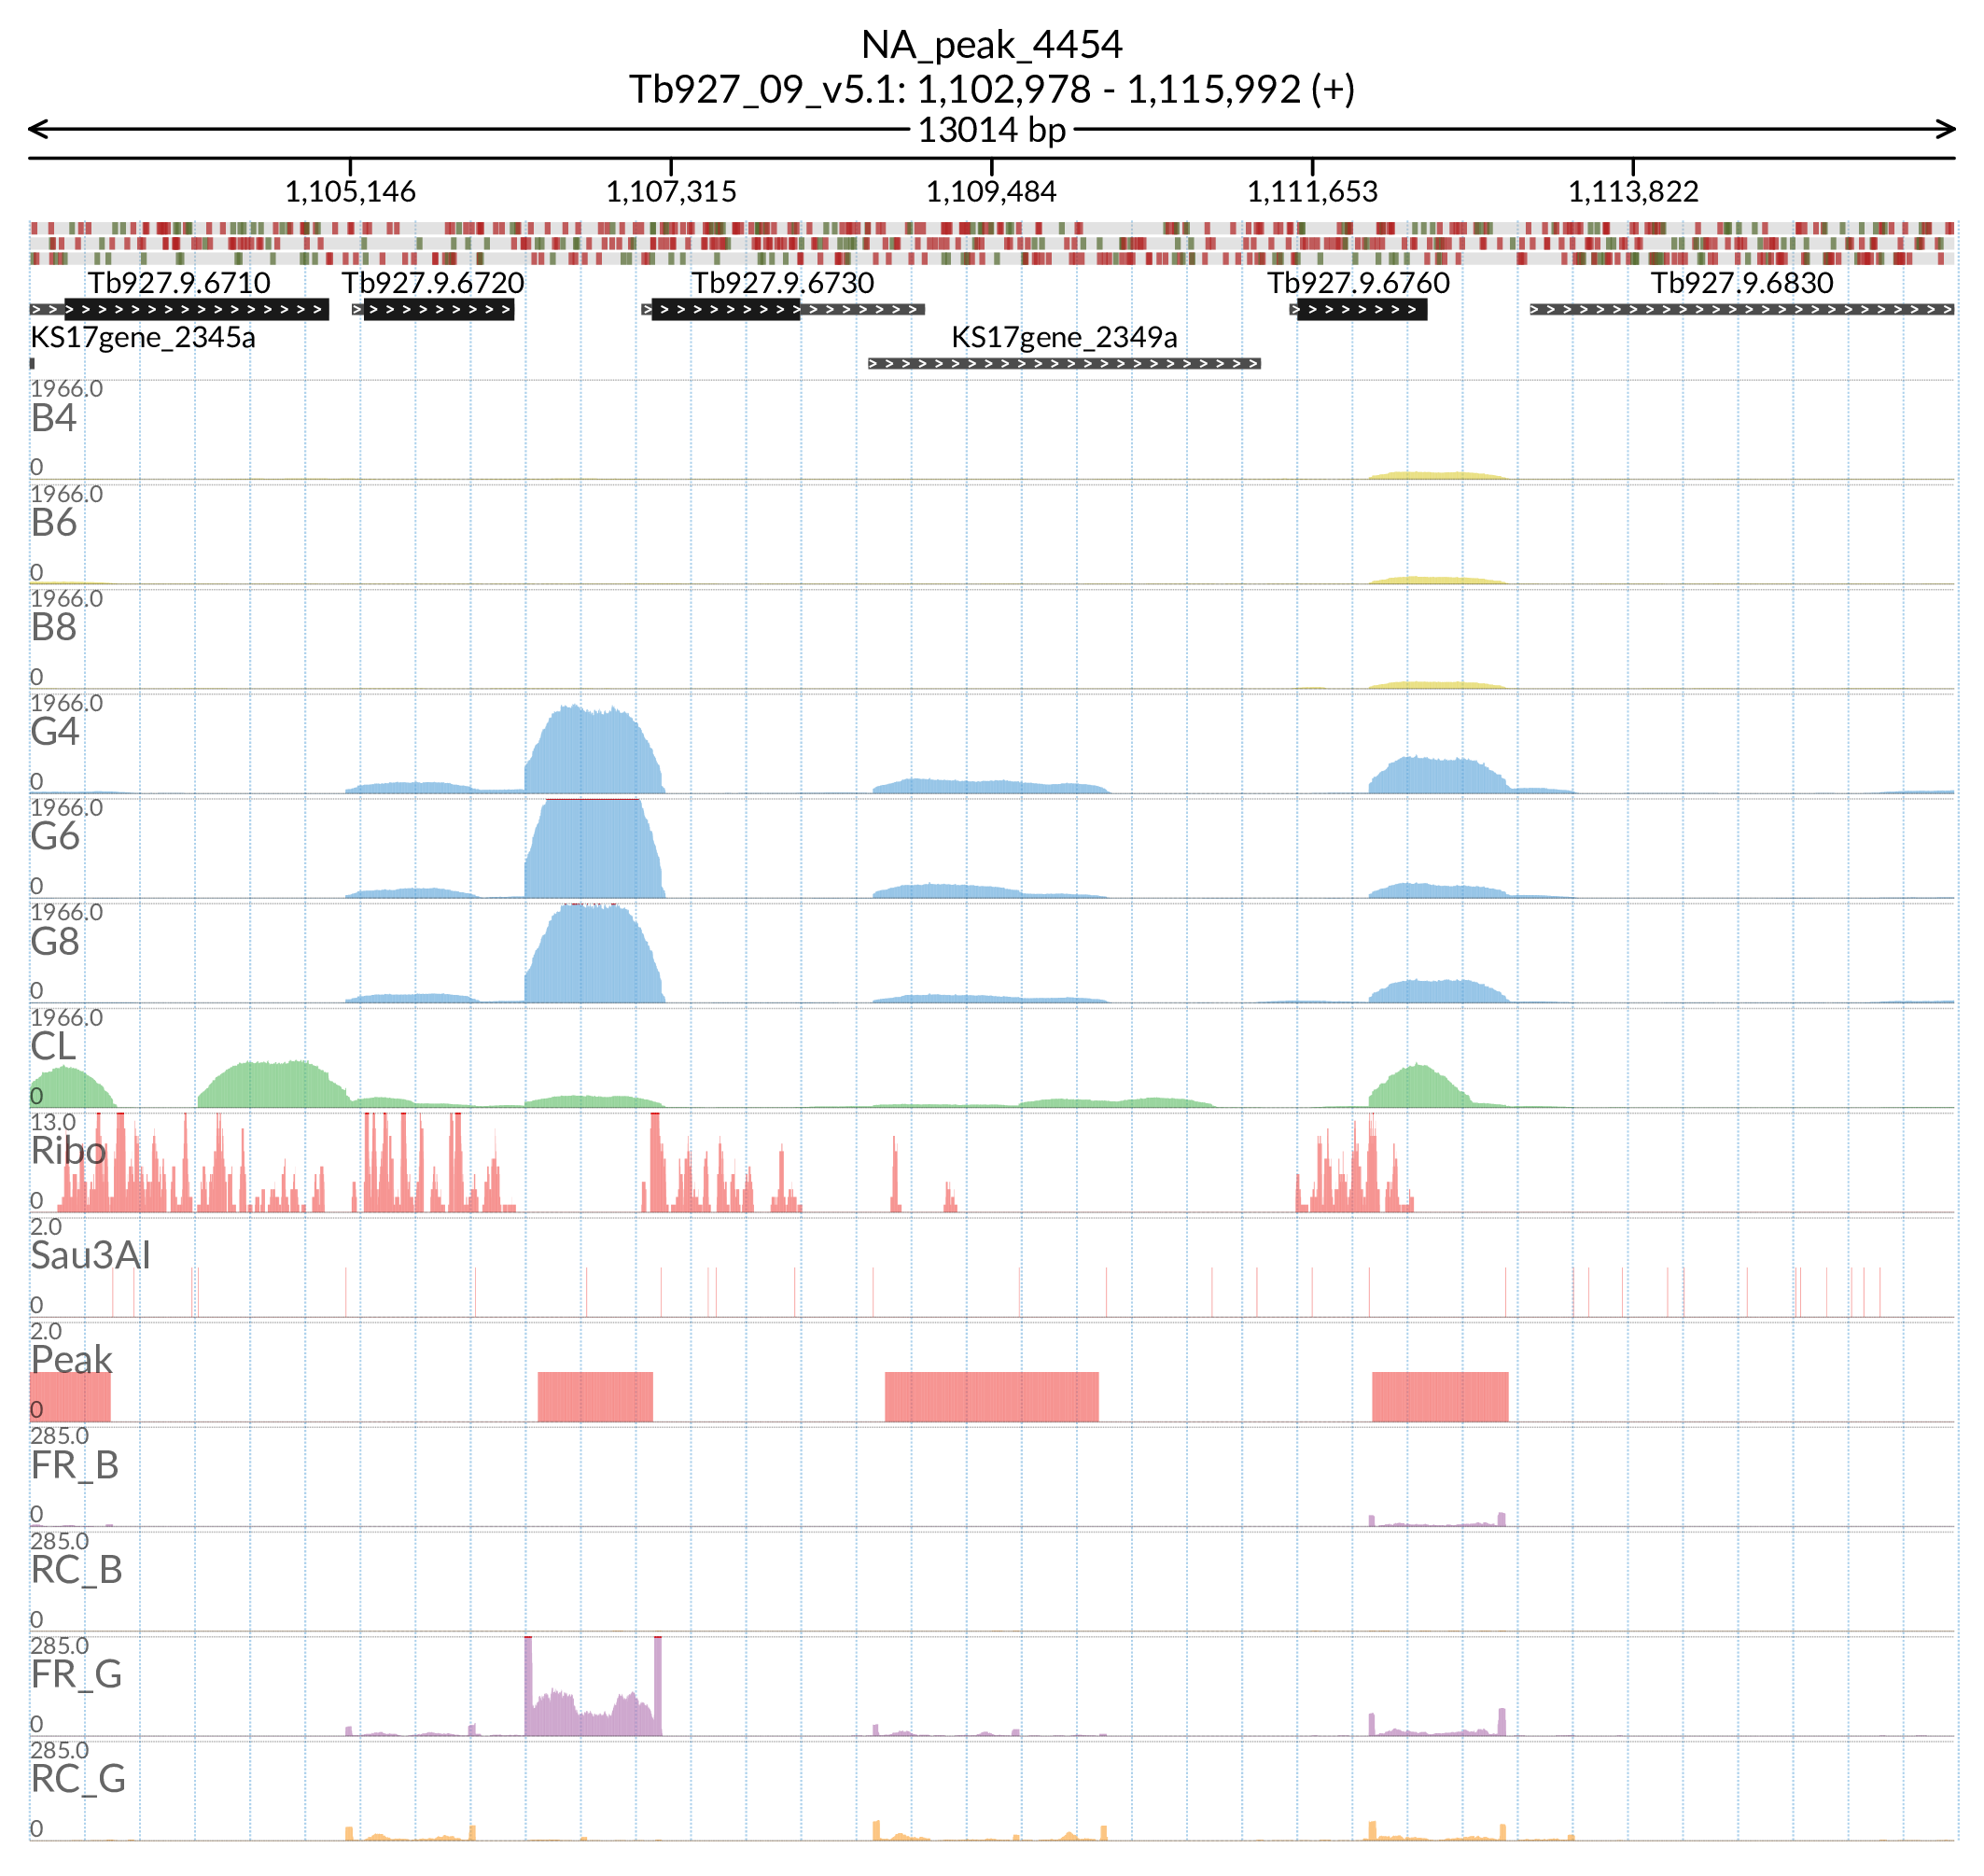 NA_peak_4454
Tb927_09_v5.1: 1,102,978 - 1,115,992 (+)
13014 bp
1,105,146 1,107,315 1,109,484 1,111,653 1,113,822
Tb927.9.6710 Tb927.9.6720 Tb927.9.6730 Tb927.9.6760 Tb927.9.6830
KS17gene_2345a KS17gene_2349a
1966.0
B4
0
1966.0
B6
0
1966.0
B8
0
1966.0
G4
0
1966.0
G6
0
1966.0
G8
0
1966.0
CL
0
13.0
Ribo
0
2.0
Sau3AI
0
2.0
Peak
0
285.0
FR_B
0
285.0
RC_B
0
285.0
FR_G
0
285.0
RC_G
0